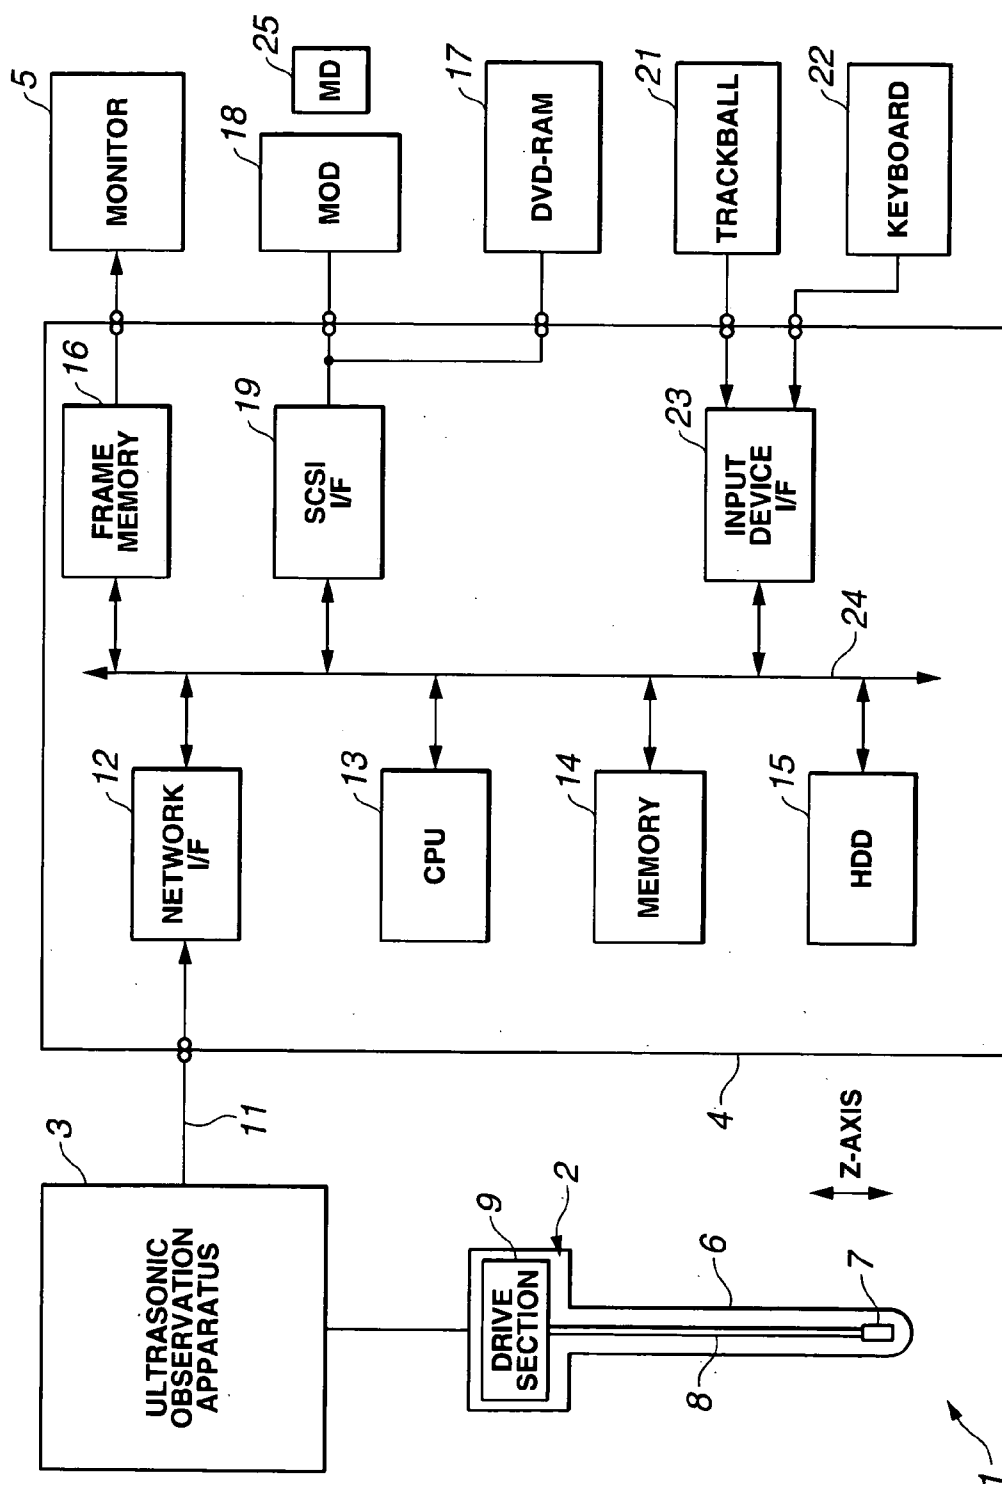 1
3
ULTRASONIC
OBSERVATION
APPARATUS
11
9
DRIVE
SECTION
2
8
6
7
Z-AXIS
4
12
NETWORK
I/F
13
CPU
14
MEMORY
15
HDD
24
16
FRAME
MEMORY
19
SCSI
I/F
23
INPUT
DEVICE
I/F
5
MONITOR
18
MOD
25
MD
17
DVD-RAM
21
TRACKBALL
22
KEYBOARD